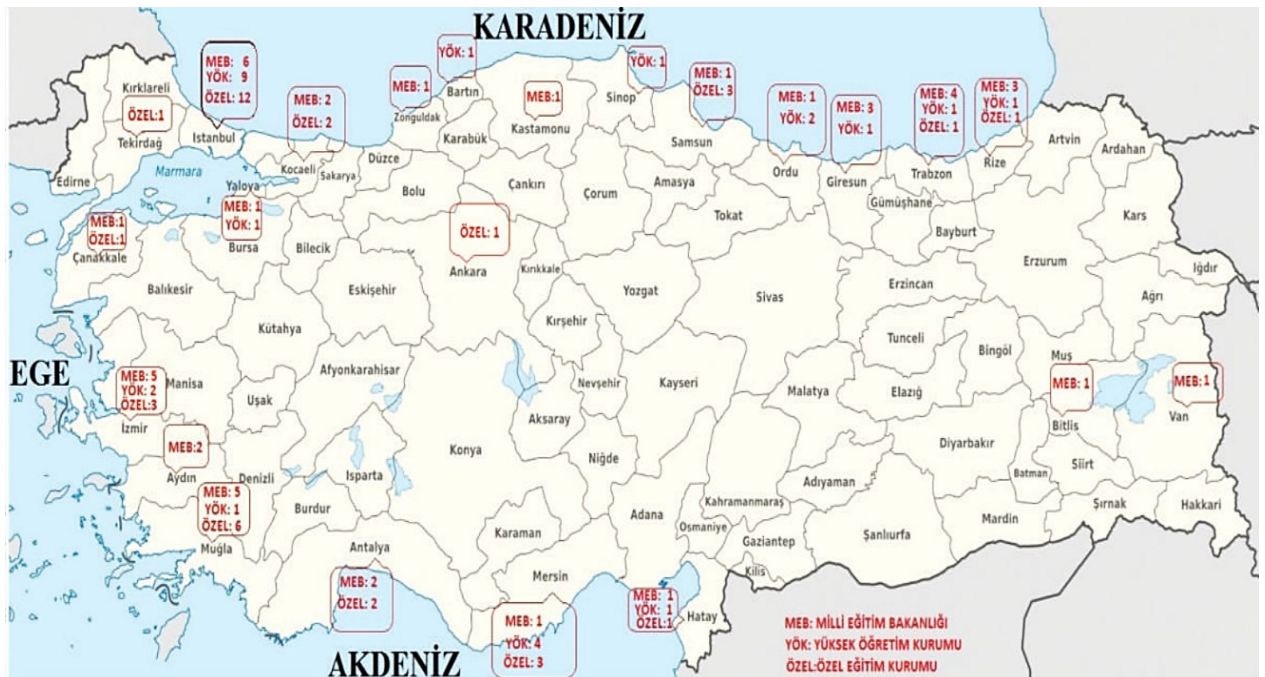 KARADENİZ
MEB: 6
YÖK: 9
ÖZEL: 12
MEB: 2
ÖZEL: 2
MEB: 1
YÖK: 1
MEB:1
YÖK: 1
MEB: 1
ÖZEL: 3
MEB: 1
YÖK: 2
MEB: 3
YÖK: 1
MEB: 4
YÖK: 1
ÖZEL: 1
MEB: 3
YÖK: 1
ÖZEL: 1
Kırklareli
ÖZEL:1
Tekirdağ
İstanbul
Edirne
Marmara
Kocaeli
Sakarya
Yalova
Düzce
Zonguldak
Bartın
Karabük
Kastamonu
Sinop
Samsun
Ordu
Giresun
Trabzon
Rize
Artvin
Ardahan
Bolu
Çankırı
Çorum
Amasya
Tokat
Gümüşhane
Bayburt
Kars
MEB:1
ÖZEL:1
Çanakkale
MEB: 1
YÖK: 1
Bursa
Bilecik
ÖZEL: 1
Ankara
Kırıkkale
Yozgat
Sivas
Erzincan
Erzurum
Iğdır
Ağrı
Balıkesir
Eskişehir
Kütahya
Kırşehir
Tunceli
Bingöl
Muş
EGE
MEB: 5
YÖK: 2
ÖZEL:3
İzmir
Manisa
Uşak
Afyonkarahisar
Nevşehir
Kayseri
Malatya
Elazığ
MEB: 1
Bitlis
MEB: 1
Van
Aksaray
Konya
Niğde
Diyarbakır
Batman
Siirt
MEB:2
Aydın
Denizli
Isparta
Burdur
Adıyaman
Kahramanmaraş
Şırnak
Hakkari
MEB: 5
YÖK: 1
ÖZEL: 6
Muğla
Karaman
Adana
Osmaniye
Gaziantep
Şanlıurfa
Mardin
Antalya
MEB: 2
ÖZEL: 2
Mersin
MEB: 1
YÖK: 4
ÖZEL: 3
Kilis
MEB: 1
YÖK: 1
ÖZEL:1
Hatay
AKDENİZ
MEB: MİLLİ EĞİTİM BAKANLIĞI
YÖK: YÜKSEK ÖĞRETİM KURUMU
ÖZEL:ÖZEL EĞİTİM KURUMU